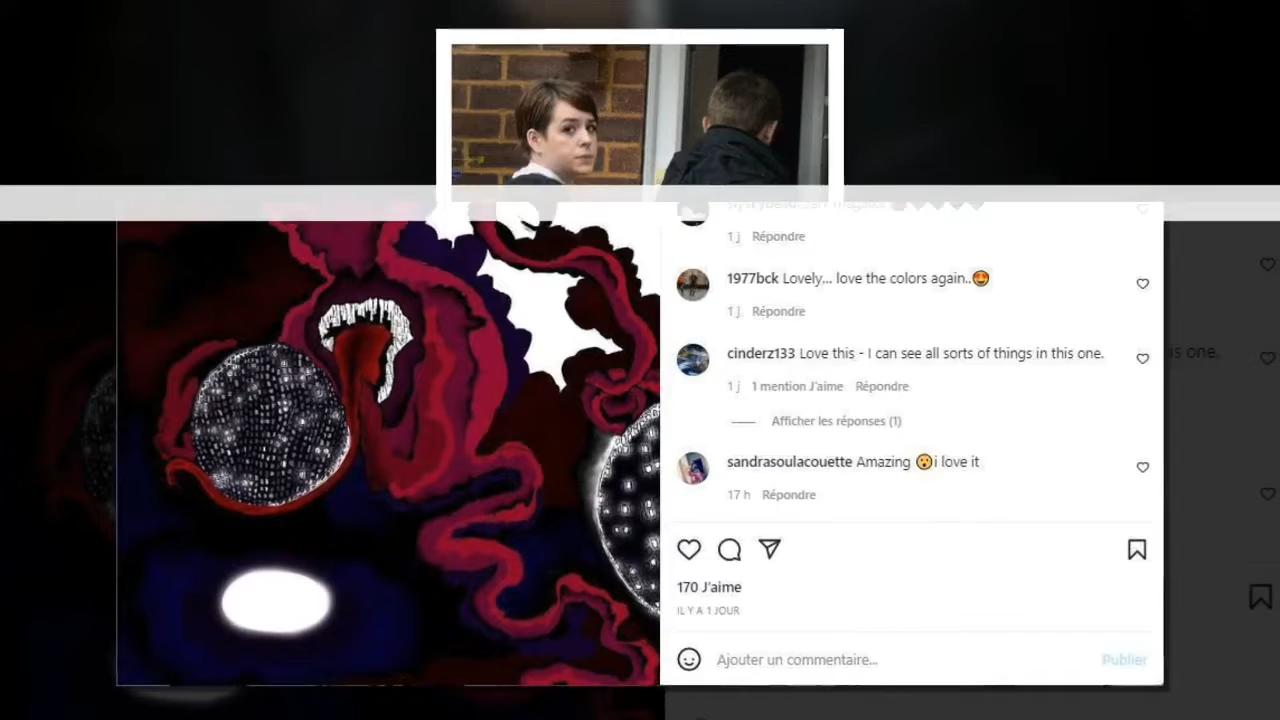 1 j Répondre
1977bck Lovely... love the colors again..😍
1 j Répondre
cinderz133 Love this - I can see all sorts of things in this one.
1 j 1 mention J'aime Répondre
Afficher les réponses (1)
sandrasoulacouette Amazing 😮i love it
17 h Répondre
170 J'aime
IL Y A 1 JOUR
Ajouter un commentaire... Publier
is one.